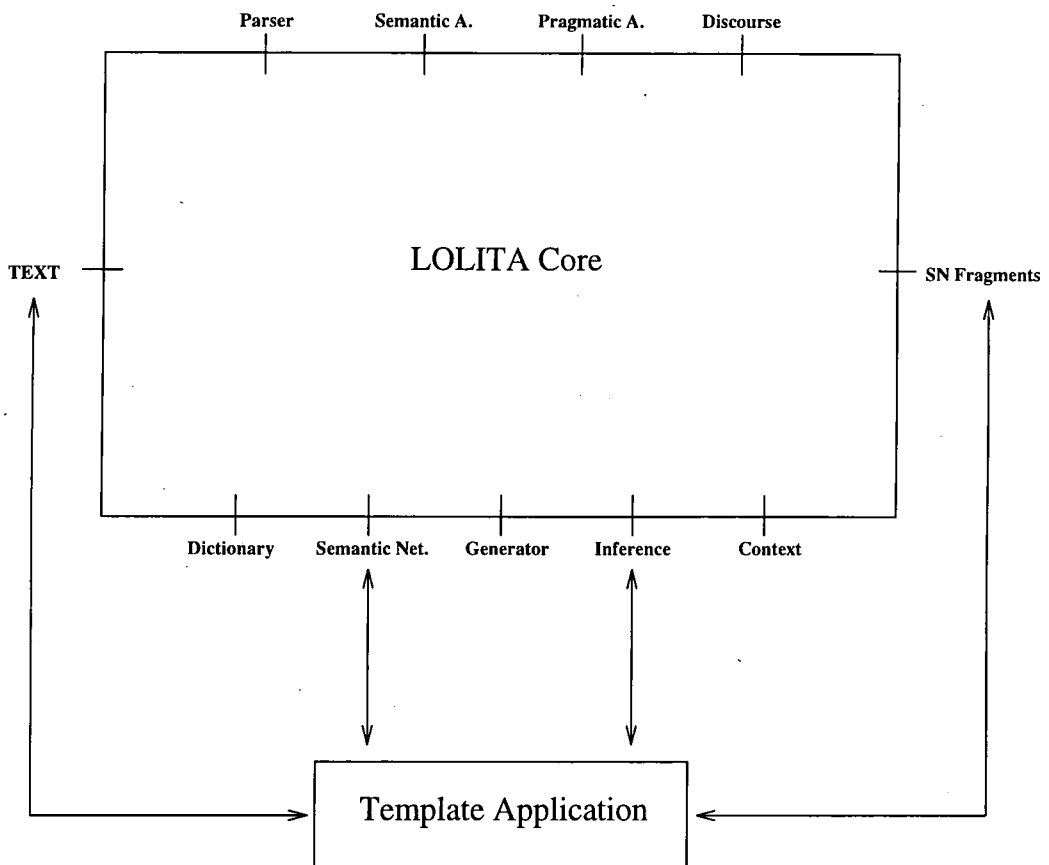 Parser Semantic A. Pragmatic A. Discourse
LOLITA Core
TEXT
SN Fragments
Dictionary Semantic Net. Generator Inference Context
Template Application